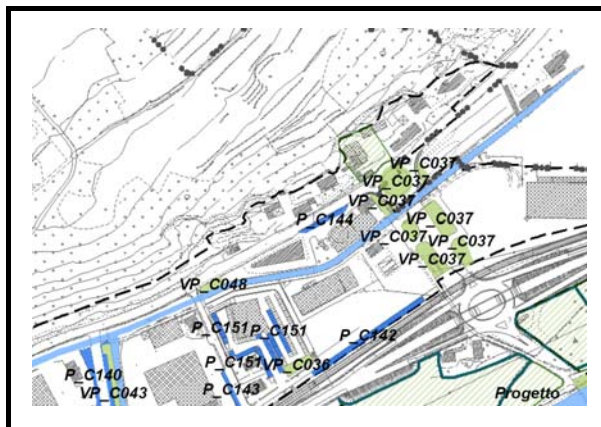 VP_C037
VP_C037
VP_C037
P_C144
VP_C037
VP_C037
VP_C037
VP_C037
VP_C048
P_C151
P_C151
P_C142
P_C151
VP_C036
P_C140
P_C143
VP_C043
Progetto